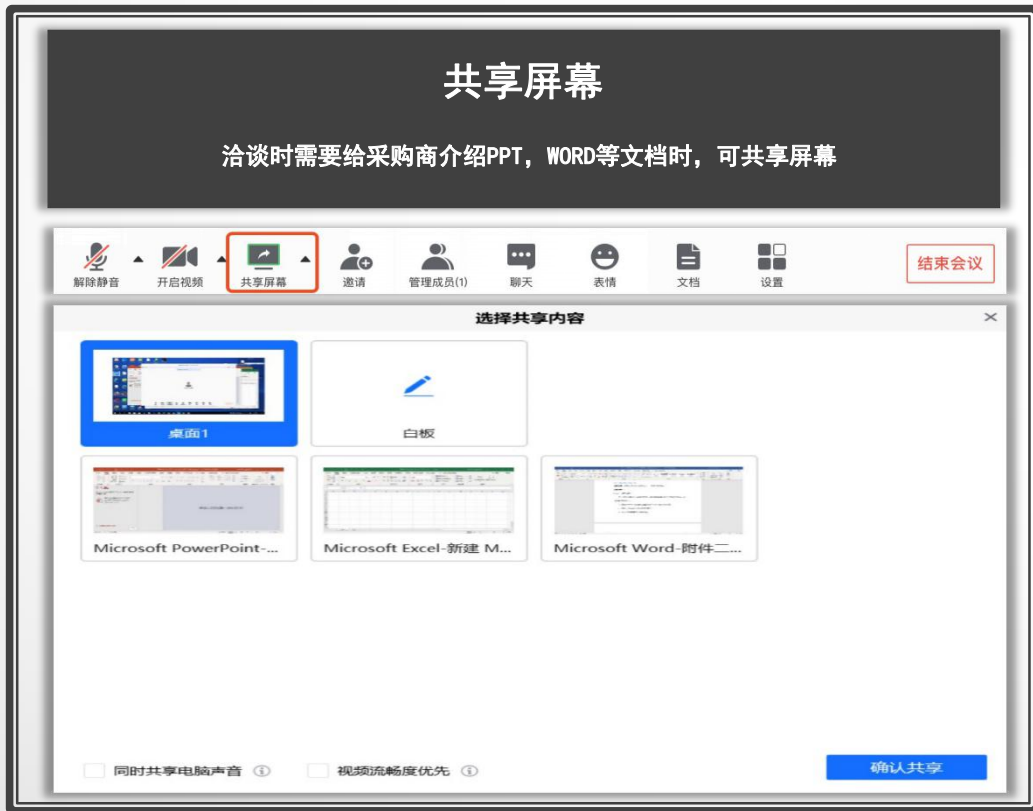 共享屏幕
洽谈时需要给采购商介绍PPT，WORD等文档时，可共享屏幕
解除静音 开启视频 共享屏幕 邀请 管理成员(1) 聊天 表情 文档 设置 结束会议
选择共享内容
桌面1 白板
Microsoft PowerPoint-... Microsoft Excel-新建 M... Microsoft Word-附件二...
同时共享电脑声音 视频流畅度优先 确认共享